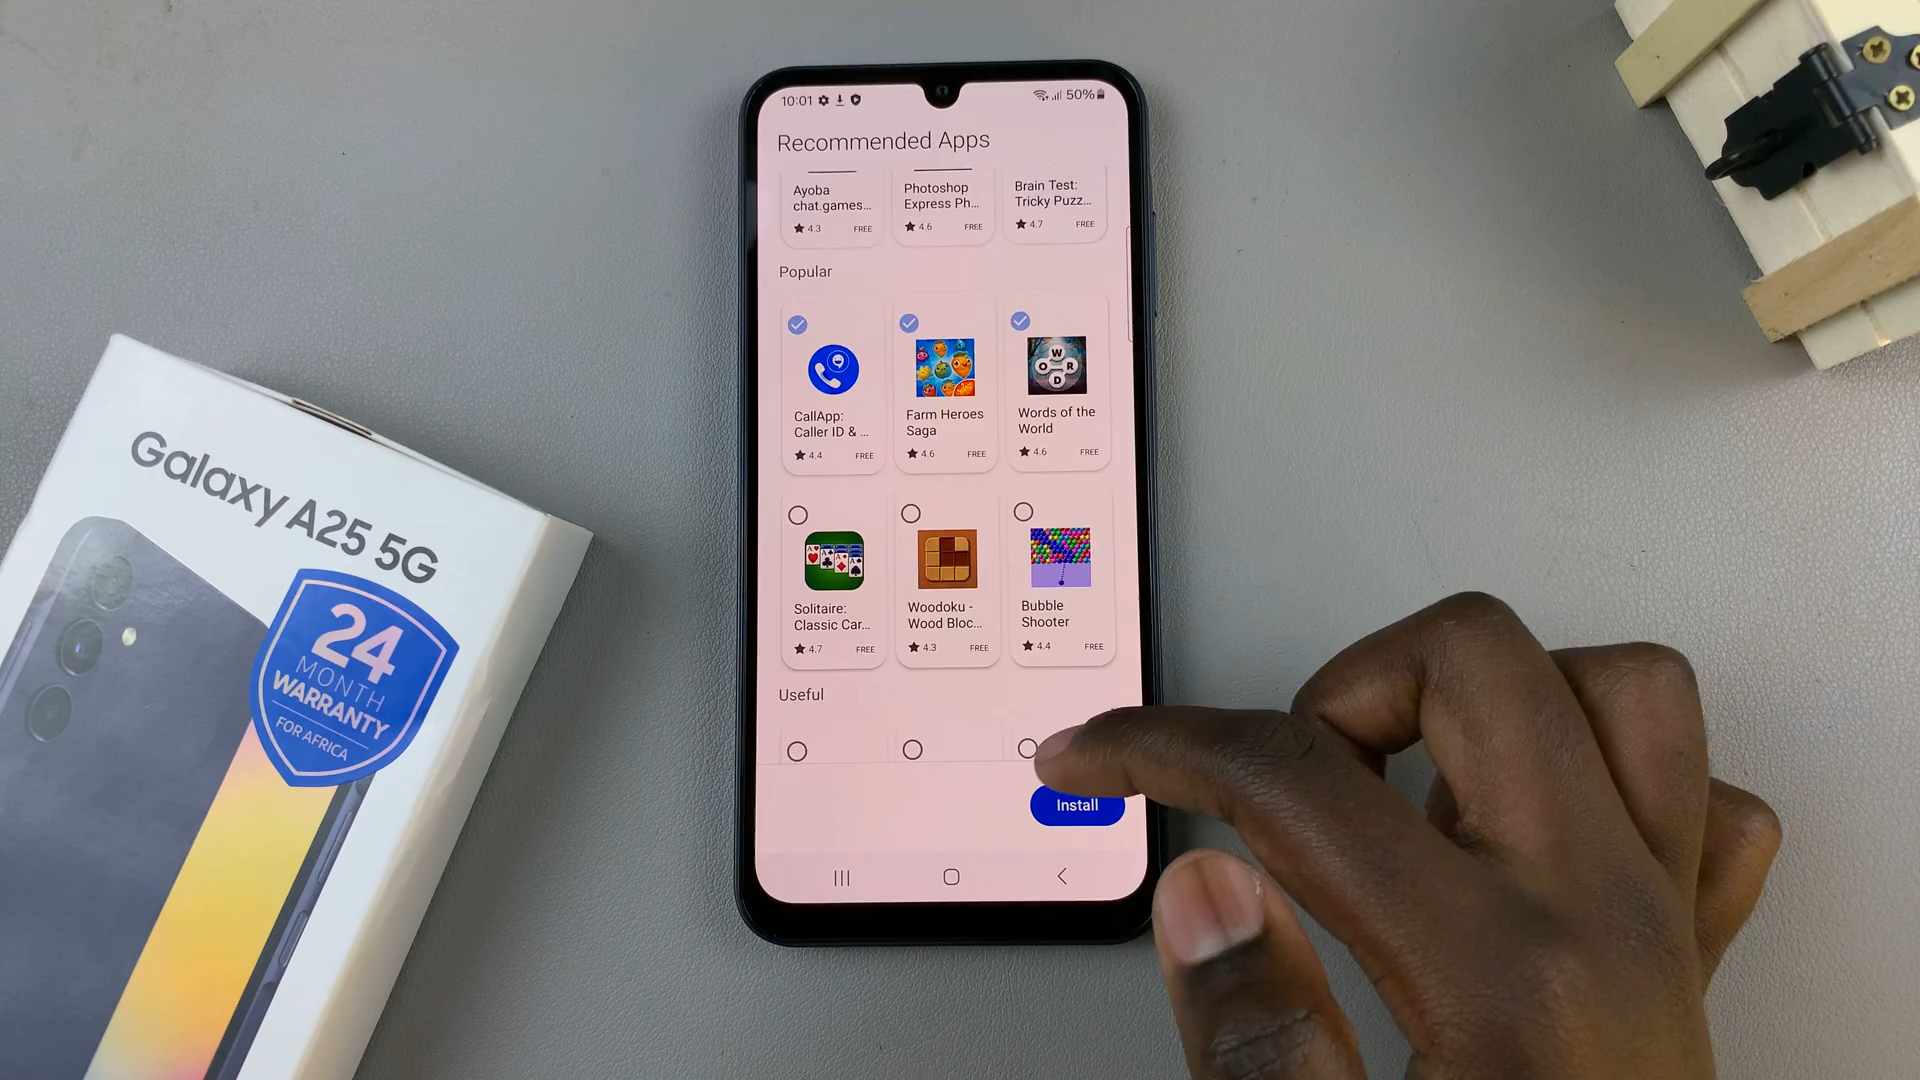 10:01 50%
Recommended Apps
Ayoba
chat.games...
4.3 FREE
Photoshop
Express Ph...
4.6 FREE
Brain Test:
Tricky Puzz...
4.7 FREE
Popular
CallApp:
Caller ID & ...
4.4 FREE
Farm Heroes
Saga
4.6 FREE
W
O R
D
Words of the
World
4.6 FREE
A A A A
Solitaire:
Classic Car...
4.7 FREE
Woodoku -
Wood Bloc...
4.3 FREE
Bubble
Shooter
4.4 FREE
Useful
Install
Galaxy A25 5G
24
MONTH
WARRANTY
FOR AFRICA